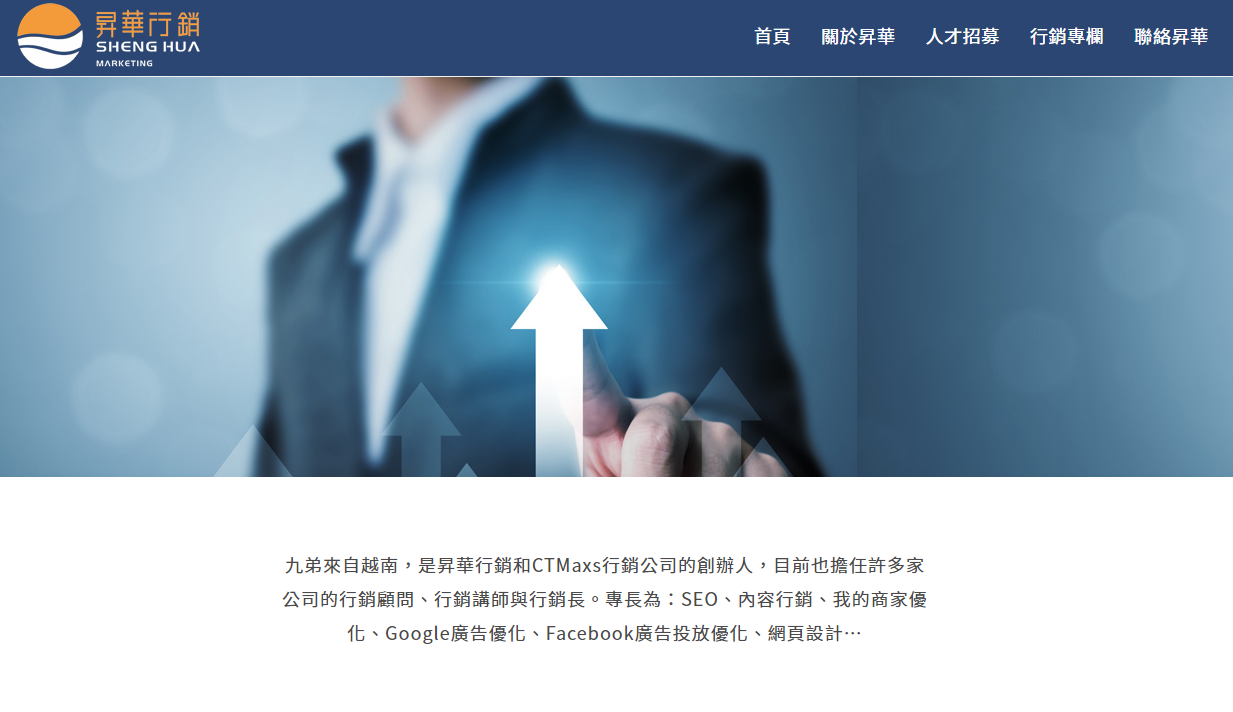 昇華行銷
SHENG HUA
MARKETING
首頁 關於昇華 人才招募 行銷專欄 聯絡昇華
九弟來自越南，是昇華行銷和CTMaxs行銷公司的創辦人，目前也擔任許多家
公司的行銷顧問、行銷講師與行銷長。專長為：SEO、內容行銷、我的商家優
化、Google廣告優化、Facebook廣告投放優化、網頁設計…